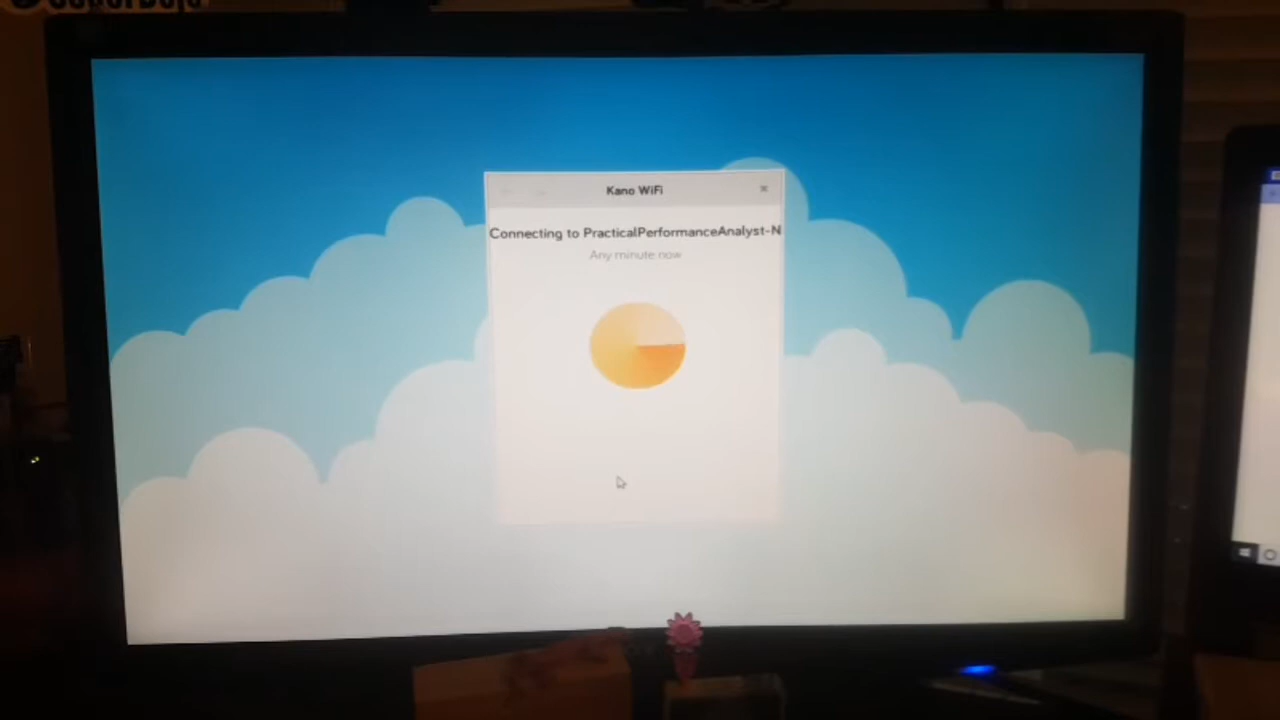 Kano WiFi
Connecting to PracticalPerformanceAnalyst-N
Any minute now